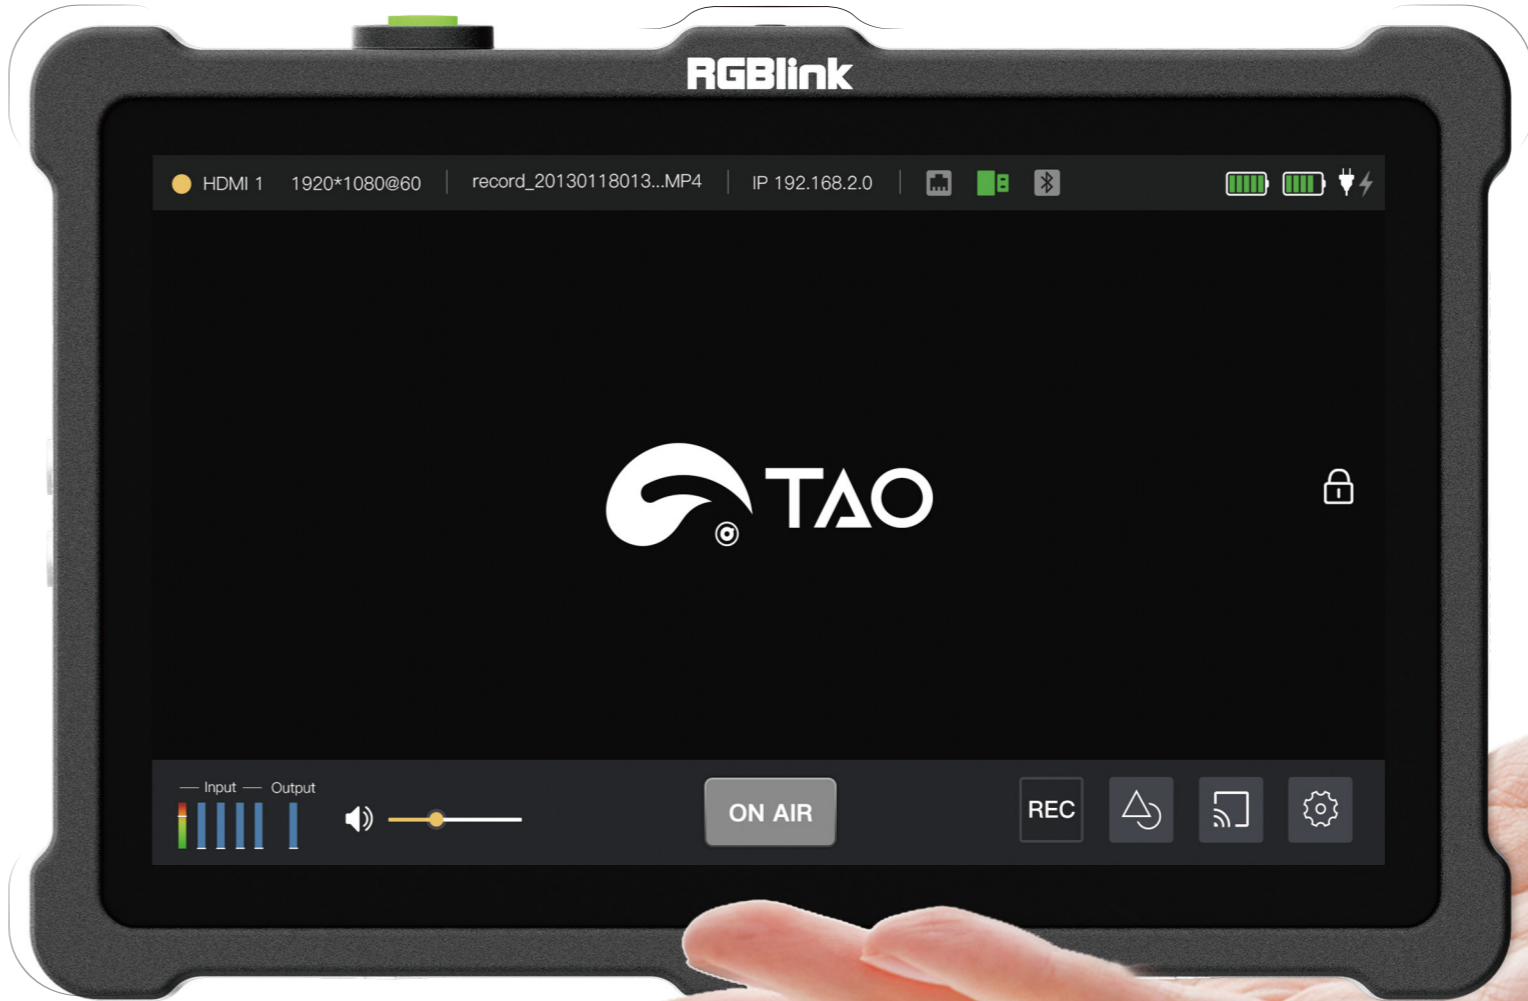 RGBlink
HDMI 1 1920*1080@60 record_20130118013...MP4 IP 192.168.2.0
TAO
Input Output
ON AIR
REC